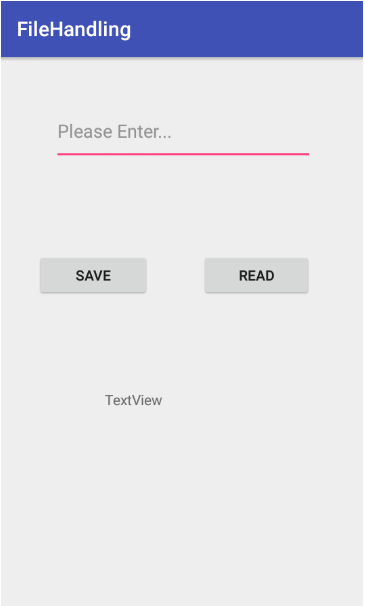 FileHandling
Please Enter...
SAVE READ
TextView